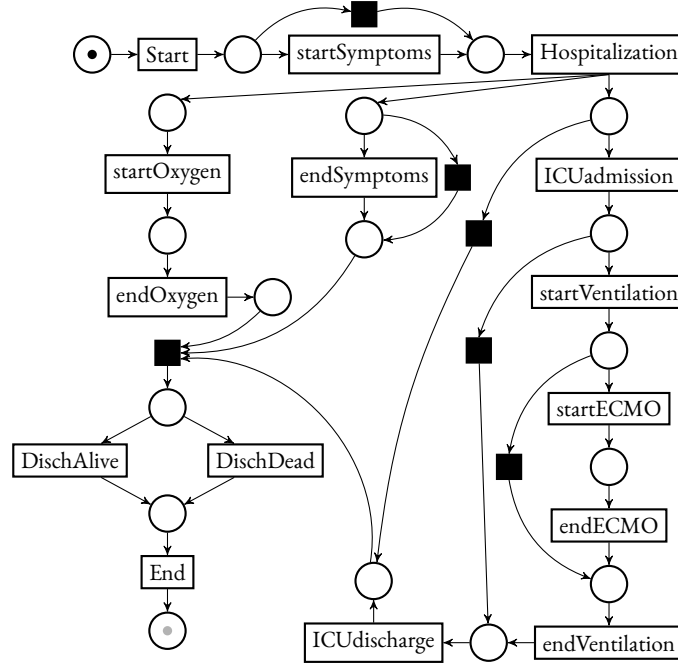 Start
startSymptoms
Hospitalization
startOxygen
endSymptoms
ICUadmission
endOxygen
startVentilation
startECMO
DischAlive
DischDead
endECMO
End
ICUdischarge
endVentilation